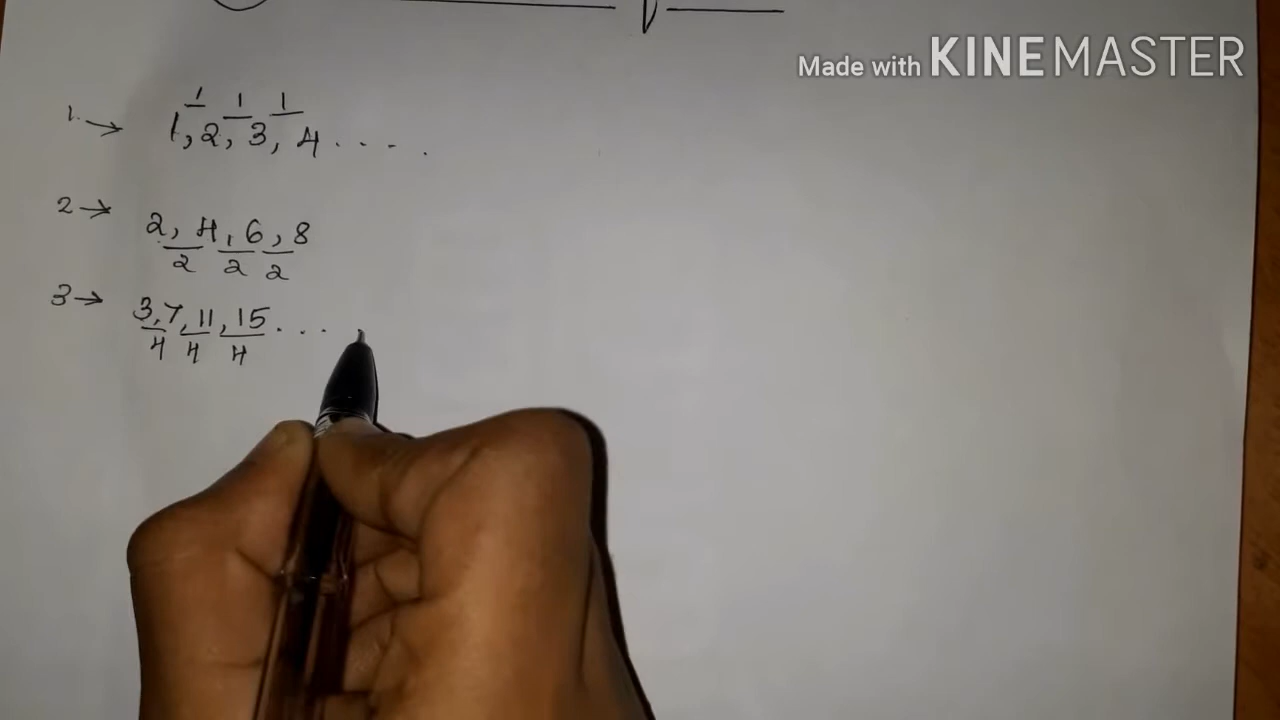 Made with KINEMASTER
1 1 1
1. → 1, 2, 3, 4 . . . .
2 → 2, 4, 6, 8
2 2 2
3 → 3, 7, 11, 15 . . . .
4 4 4